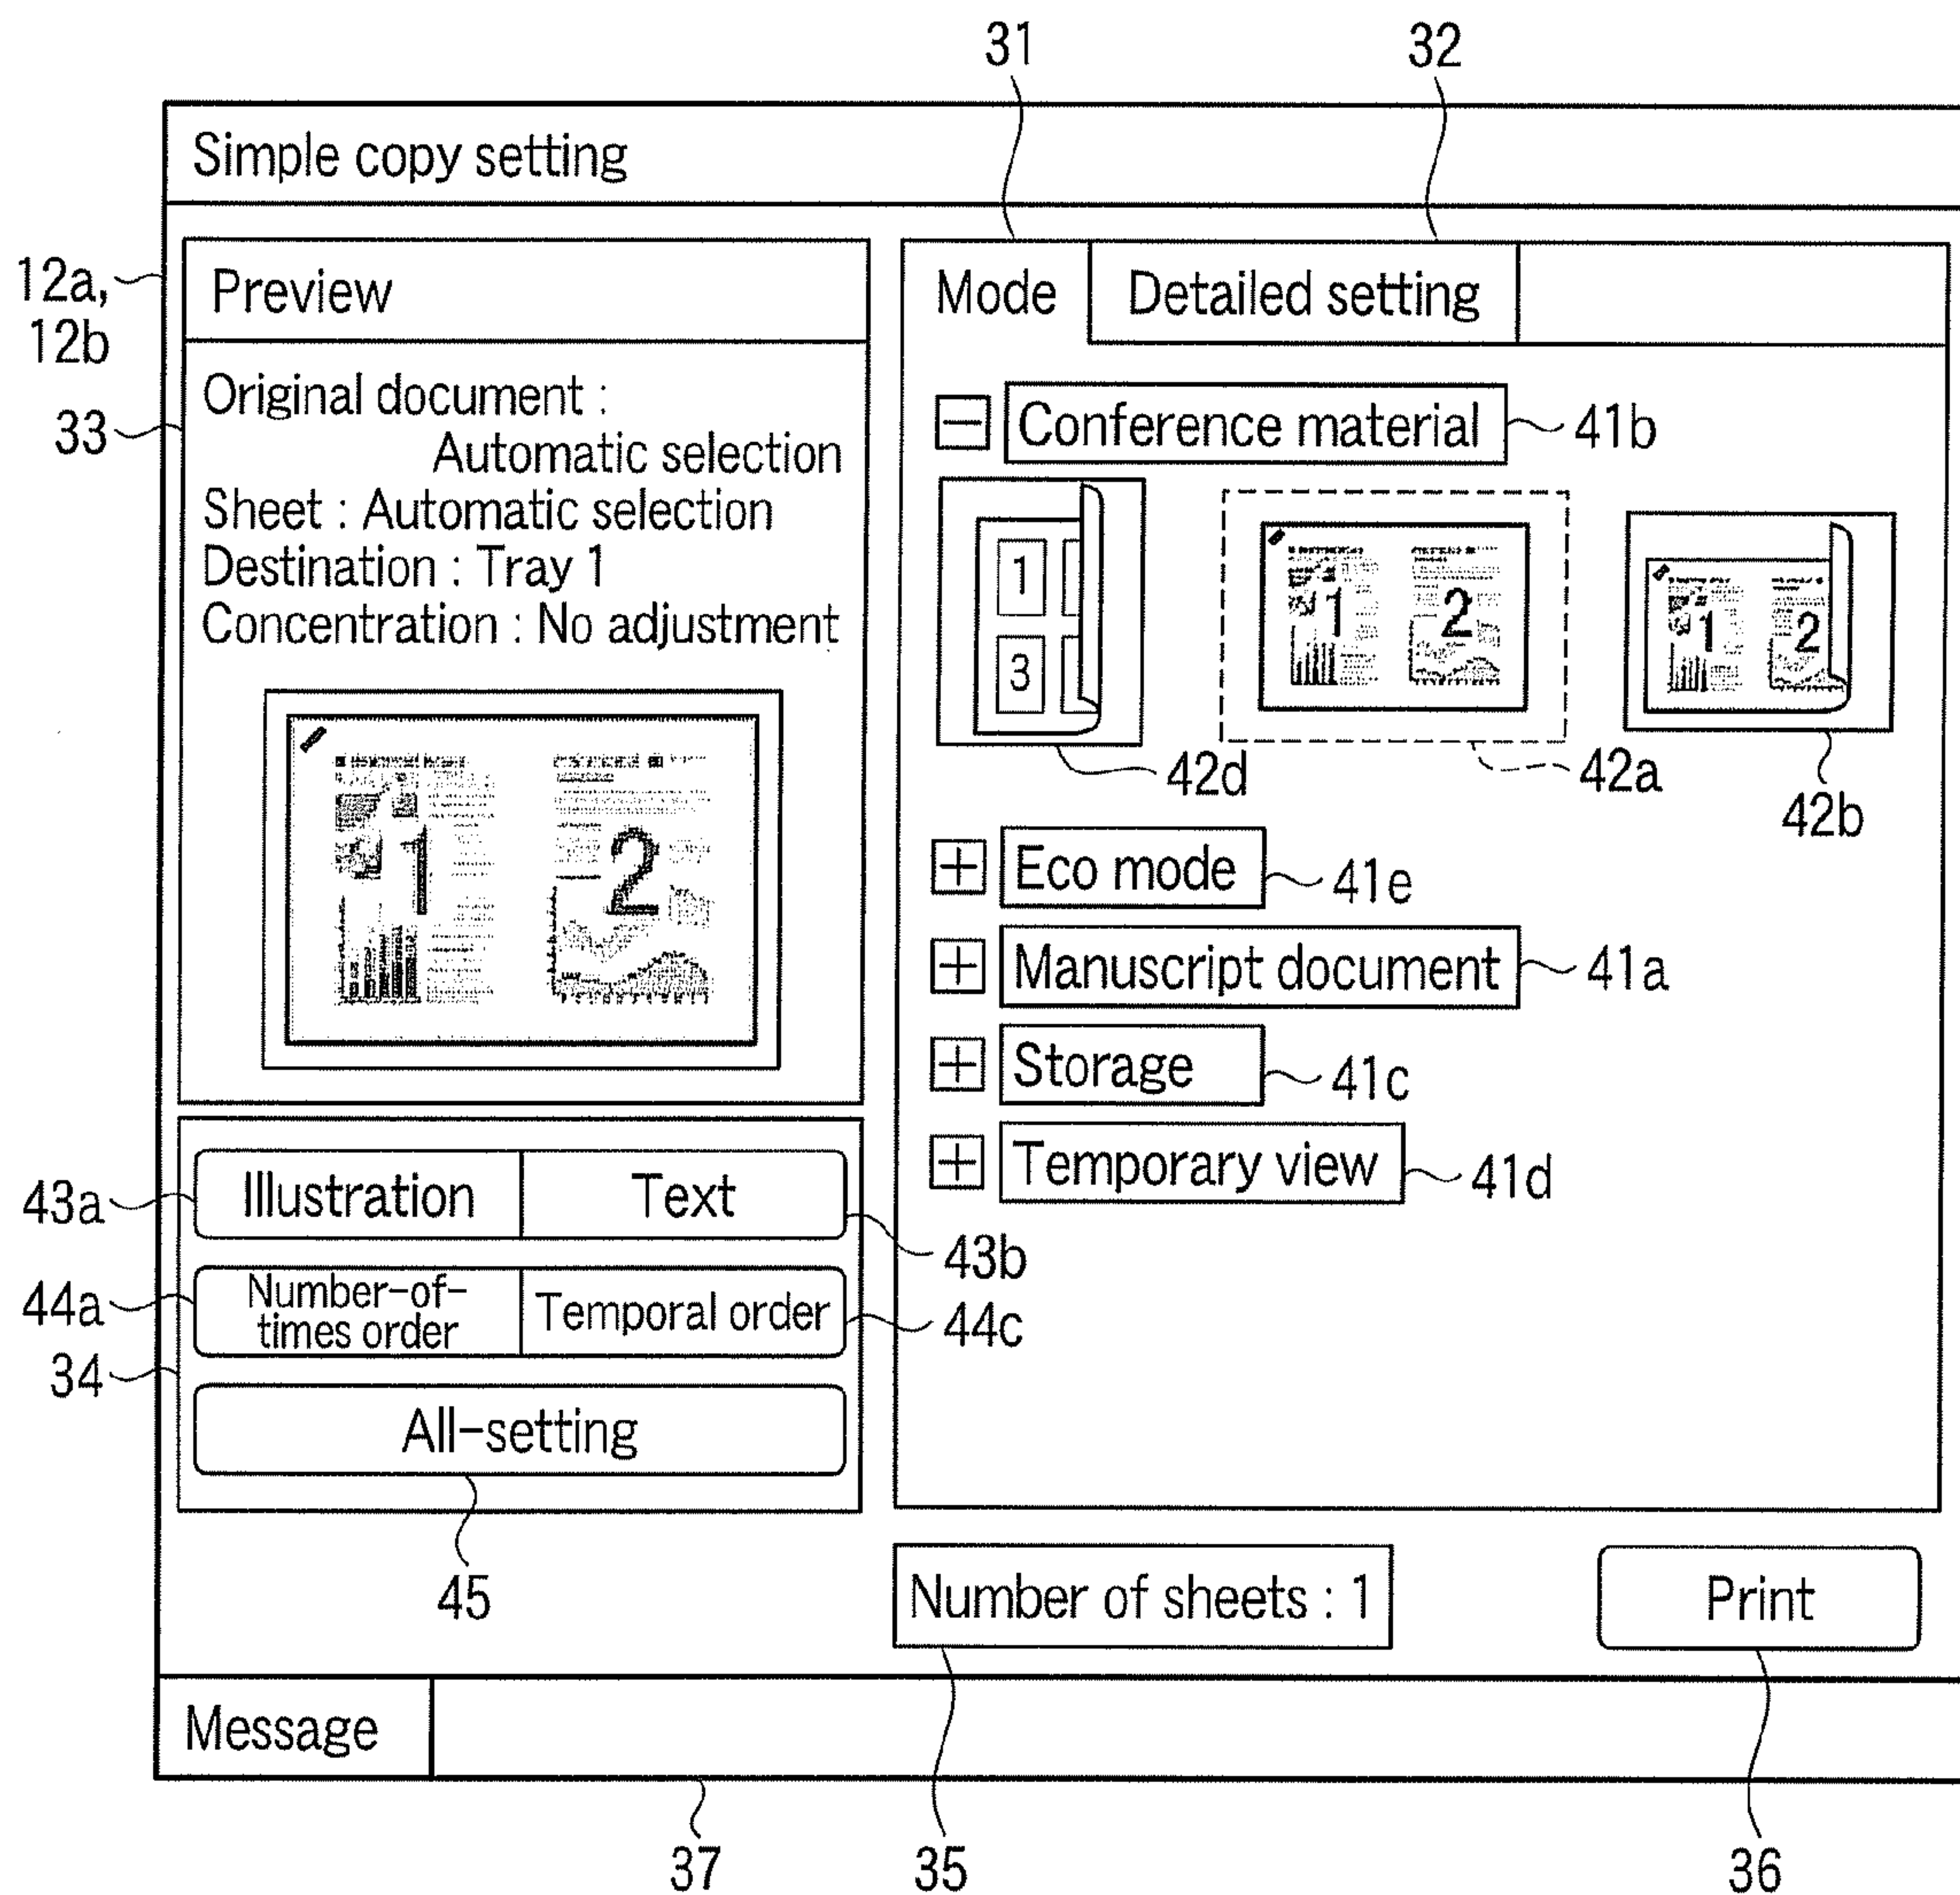 31 32
Simple copy setting
12a,
12b
Preview
Mode Detailed setting
33
Original document :
Automatic selection
Sheet : Automatic selection
Destination : Tray 1
Concentration : No adjustment
1 2
Conference material 41b
1
3
42d
1 2
42a
1 2
42b
Eco mode 41e
Manuscript document 41a
Storage 41c
Temporary view 41d
43a Illustration Text 43b
44a Number-of-
times order Temporal order 44c
34
All-setting
45
Number of sheets : 1 Print
Message
37 35 36